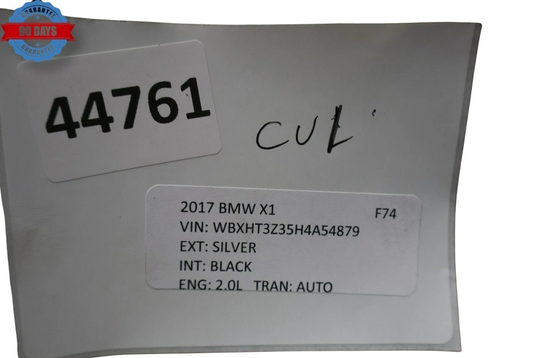 GUARANTEE
90 DAYS
44761
CUL
2017 BMW X1 F74
VIN: WBXHT3Z35H4A54879
EXT: SILVER
INT: BLACK
ENG: 2.0L TRAN: AUTO